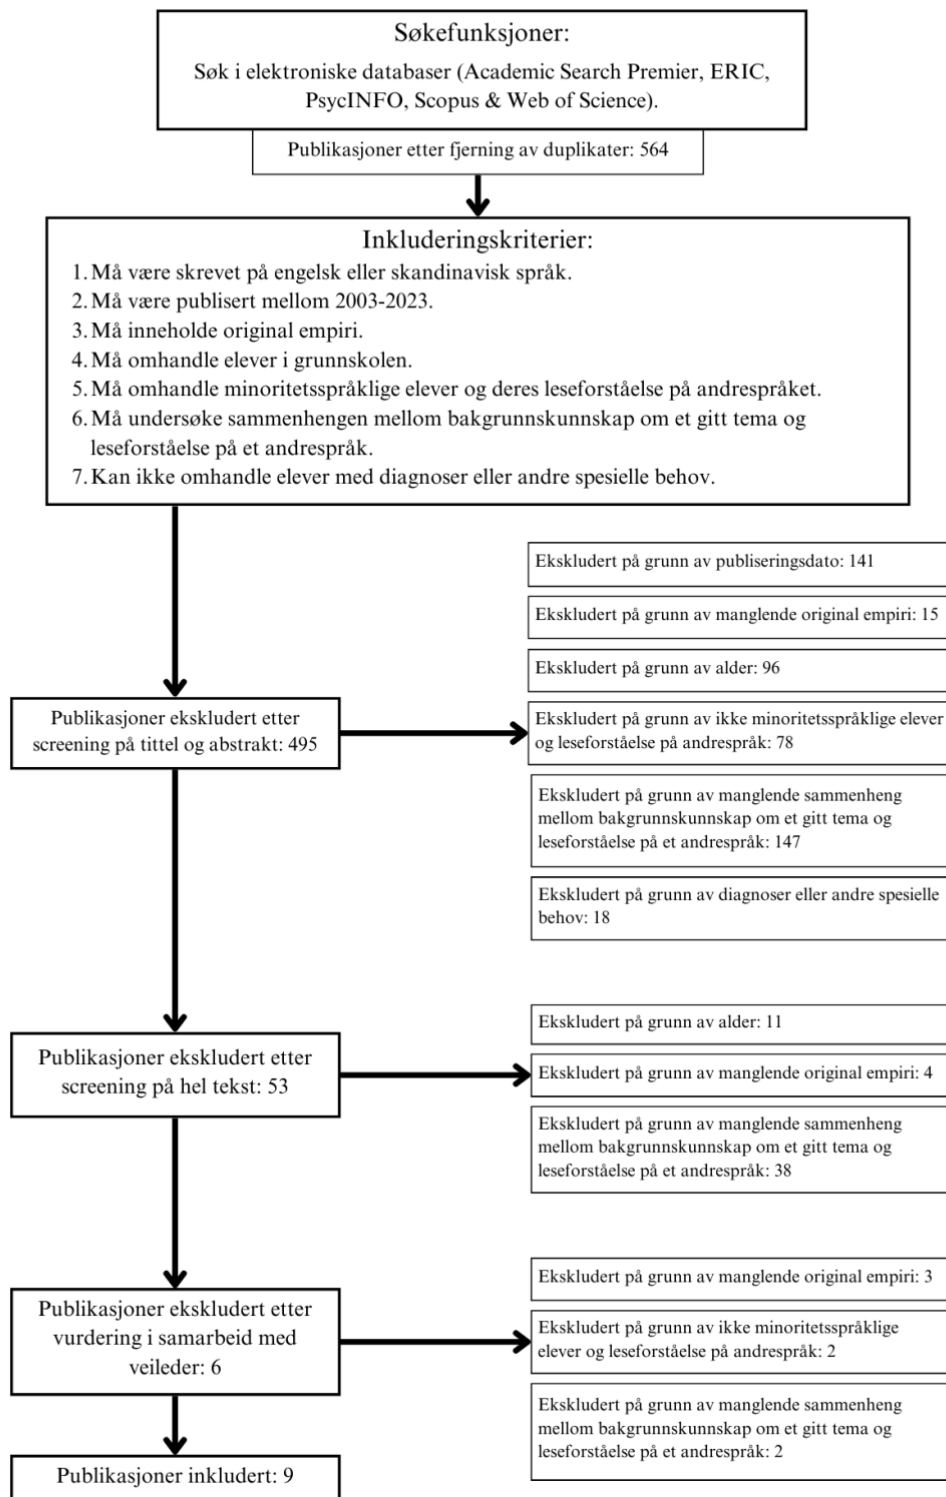 Søkefunksjoner:
Søk i elektroniske databaser (Academic Search Premier, ERIC,
PsycINFO, Scopus & Web of Science).
Publikasjoner etter fjerning av duplikater: 564
Inkluderingskriterier:
1. Må være skrevet på engelsk eller skandinavisk språk.
2. Må være publisert mellom 2003-2023.
3. Må inneholde original empiri.
4. Må omhandle elever i grunnskolen.
5. Må omhandle minoritetsspråklige elever og deres leseforståelse på andrespråket.
6. Må undersøke sammenhengen mellom bakgrunnskunnskap om et gitt tema og
leseforståelse på et andrespråk.
7. Kan ikke omhandle elever med diagnoser eller andre spesielle behov.
Publikasjoner ekskludert etter
screening på tittel og abstrakt: 495
Ekskludert på grunn av publiseringsdato: 141
Ekskludert på grunn av manglende original empiri: 15
Ekskludert på grunn av alder: 96
Ekskludert på grunn av ikke minoritetsspråklige elever
og leseforståelse på andrespråk: 78
Ekskludert på grunn av manglende sammenheng
mellom bakgrunnskunnskap om et gitt tema og
leseforståelse på et andrespråk: 147
Ekskludert på grunn av diagnoser eller andre spesielle
behov: 18
Publikasjoner ekskludert etter
screening på hel tekst: 53
Ekskludert på grunn av alder: 11
Ekskludert på grunn av manglende original empiri: 4
Ekskludert på grunn av manglende sammenheng
mellom bakgrunnskunnskap om et gitt tema og
leseforståelse på et andrespråk: 38
Publikasjoner ekskludert etter
vurdering i samarbeid med
veileder: 6
Ekskludert på grunn av manglende original empiri: 3
Ekskludert på grunn av ikke minoritetsspråklige
elever og leseforståelse på andrespråk: 2
Ekskludert på grunn av manglende sammenheng
mellom bakgrunnskunnskap om et gitt tema og
leseforståelse på et andrespråk: 2
Publikasjoner inkludert: 9